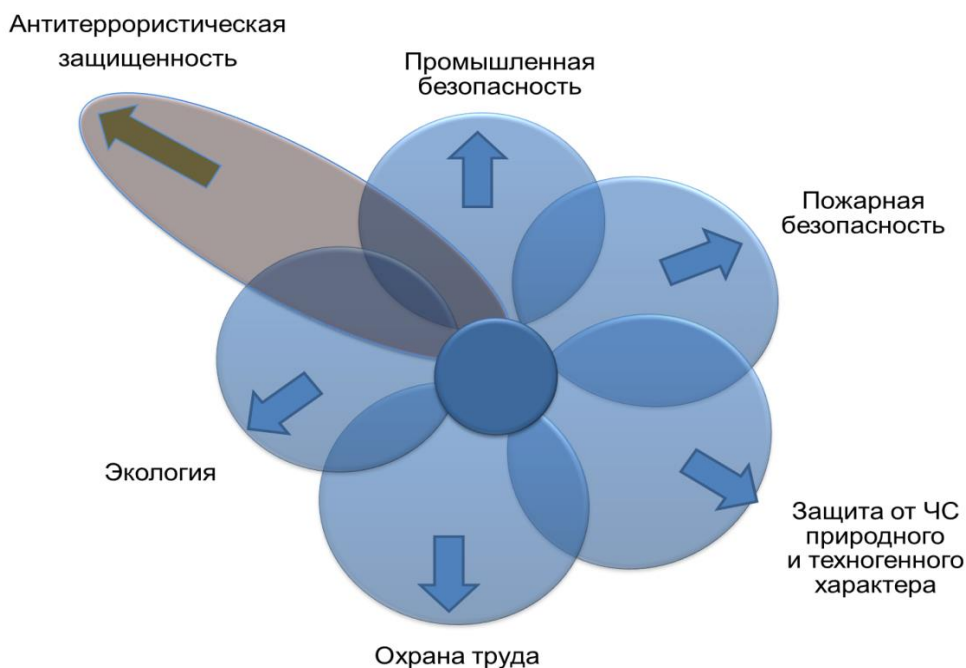 Антитеррористическая
защищенность
Промышленная
безопасность
Пожарная
безопасность
Экология
Защита от ЧС
природного
и техногенного
характера
Охрана труда